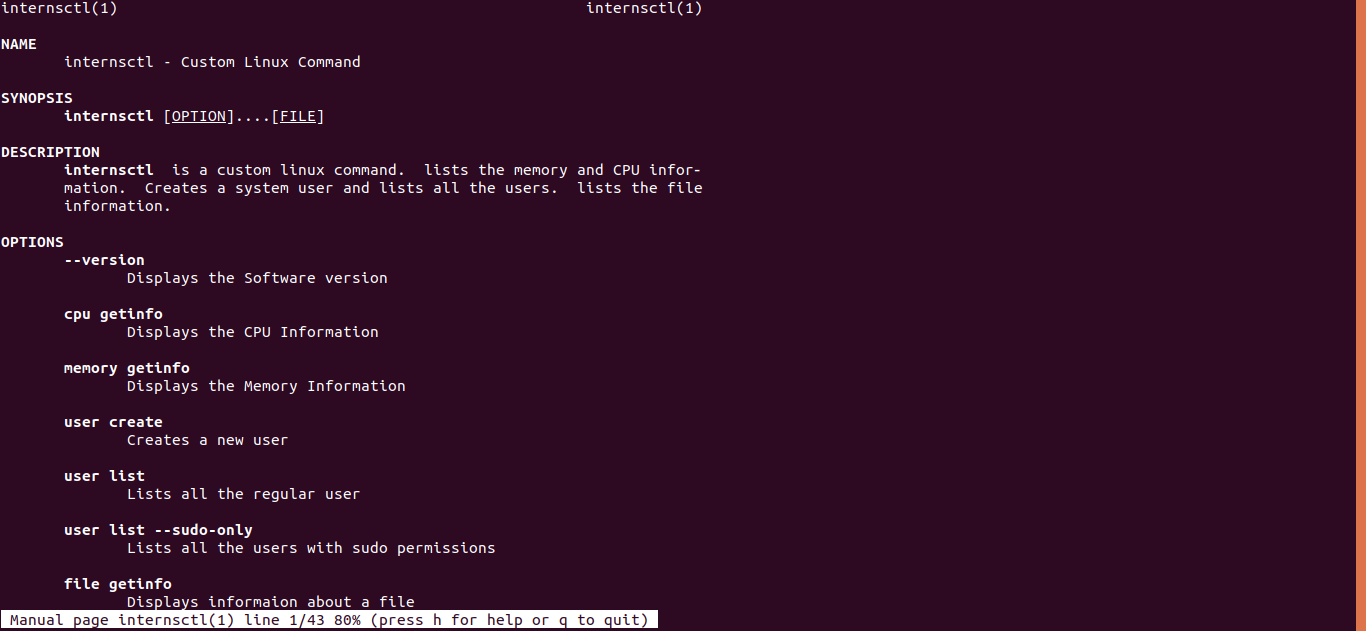 internsctl(1) internsctl(1)
NAME
internsctl - Custom Linux Command
SYNOPSIS
internsctl [OPTION]....[FILE]
DESCRIPTION
internsctl  is a custom linux command.  lists the memory and CPU infor-
mation.  Creates a system user and lists all the users.  lists the file
information.
OPTIONS
--version
Displays the Software version
cpu getinfo
Displays the CPU Information
memory getinfo
Displays the Memory Information
user create
Creates a new user
user list
Lists all the regular user
user list --sudo-only
Lists all the users with sudo permissions
file getinfo
Displays informaion about a file
Manual page internsctl(1) line 1/43 80% (press h for help or q to quit)